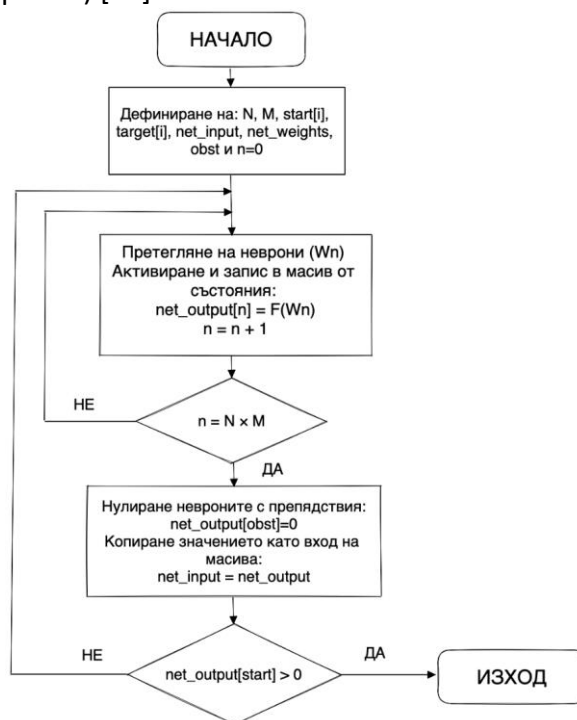 НАЧАЛО
Дефиниране на: N, M, start[i],
target[i], net_input, net_weights,
obst и n=0
Претегляне на неврони (Wn)
Активиране и запис в масив от
състояния:
net_output[n] = F(Wn)
n = n + 1
НЕ
n = N × M
ДА
Нулиране невроните с препядствия:
net_output[obst]=0
Копиране значението като вход на
масива:
net_input = net_output
НЕ
net_output[start] > 0
ДА
ИЗХОД